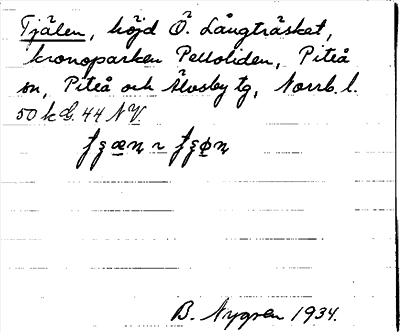 Tjälen, höjd Ö. Långträsket,
kronoparken Pelloliden, Piteå
sn, Piteå och Älvsby tg, Norrb. l.
50 k G. 44 NV.
B. Nygren 1934.